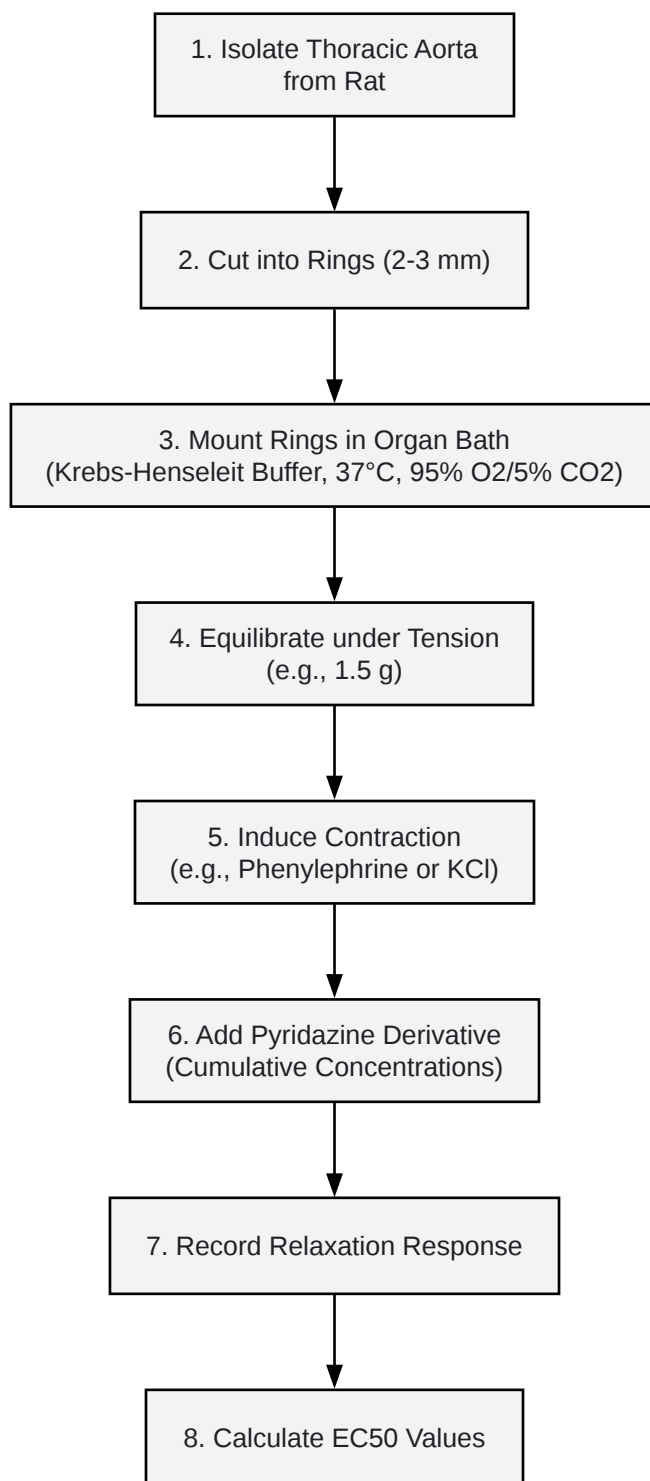 1. Isolate Thoracic Aorta
from Rat
2. Cut into Rings (2-3 mm)
3. Mount Rings in Organ Bath
(Krebs-Henseleit Buffer, 37°C, 95% O2/5% CO2)
4. Equilibrate under Tension
(e.g., 1.5 g)
5. Induce Contraction
(e.g., Phenylephrine or KCl)
6. Add Pyridazine Derivative
(Cumulative Concentrations)
7. Record Relaxation Response
8. Calculate EC50 Values